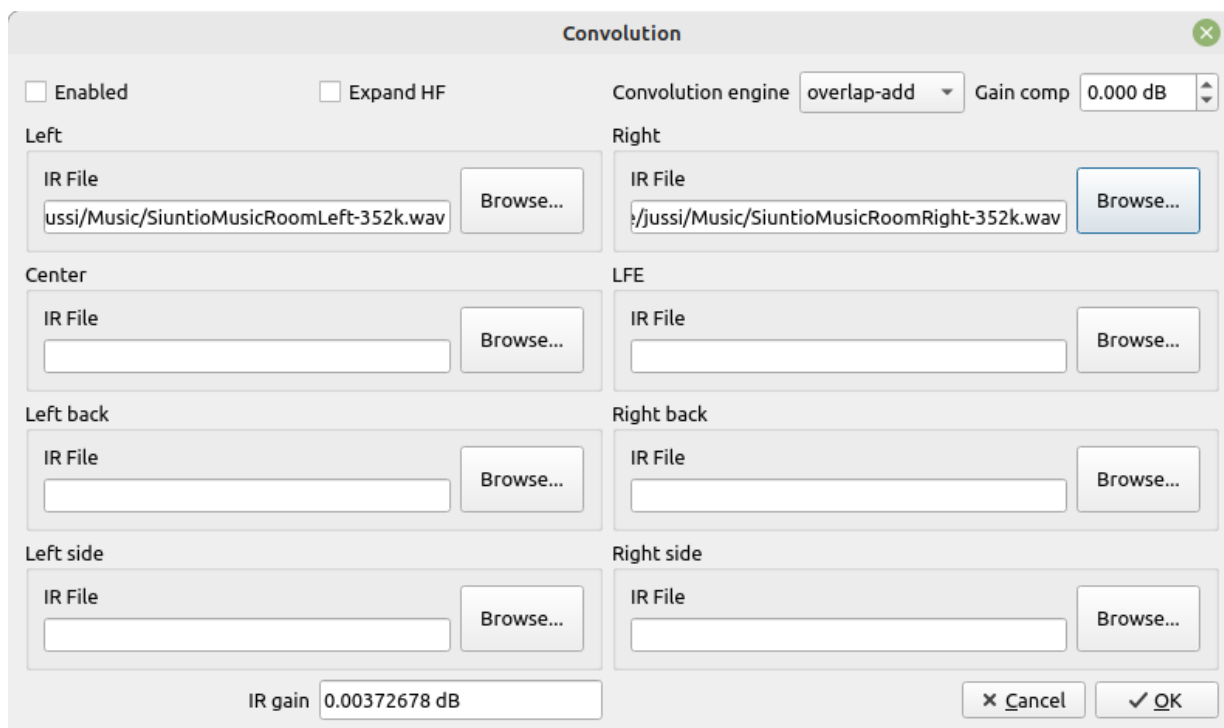 Convolution
Enabled
Expand HF
Convolution engine
overlap-add
Gain comp
0.000 dB
Left
IR File
ussi/Music/SiuntioMusicRoomLeft-352k.wav
Browse...
Right
IR File
/jussi/Music/SiuntioMusicRoomRight-352k.wav
Browse...
Center
IR File
Browse...
LFE
IR File
Browse...
Left back
IR File
Browse...
Right back
IR File
Browse...
Left side
IR File
Browse...
Right side
IR File
Browse...
IR gain
0.00372678 dB
Cancel
OK